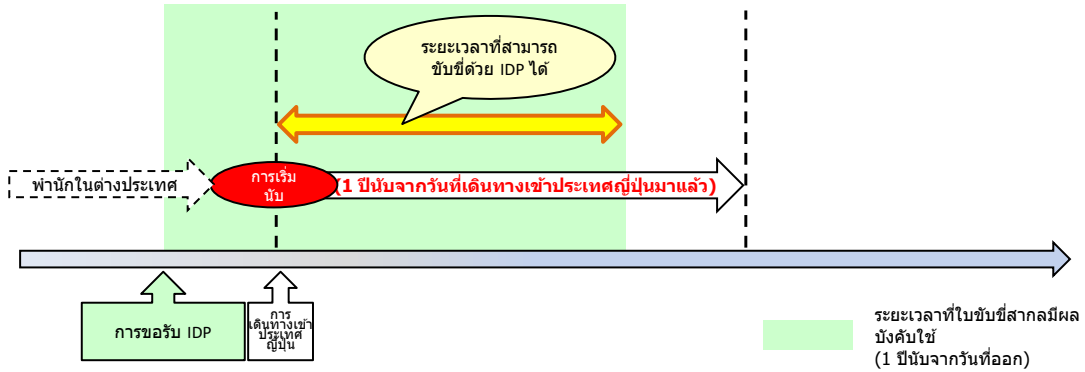 ระยะเวลาที่สามารถ
ขับขี่ด้วย IDP ได้
พำนักในต่างประเทศ
การเริ่ม
นับ
(1 ปีนับจากวันที่เดินทางเข้าประเทศญี่ปุ่นมาแล้ว)
การขอรับ IDP
การ
เดินทางเข้า
ประเทศ
ญี่ปุ่น
ระยะเวลาที่ใบขับขี่สากลมีผล
บังคับใช้
(1 ปีนับจากวันที่ออก)